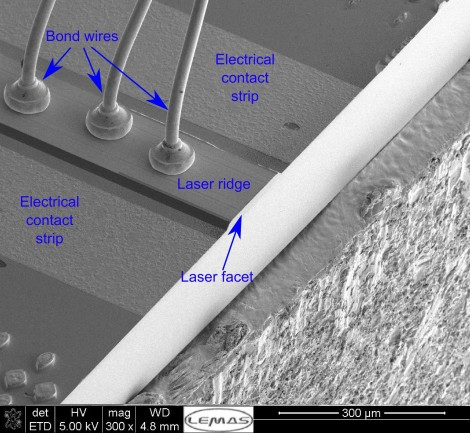 Bond wires
Electrical
contact
strip
Laser ridge
Electrical
contact
strip
Laser facet
det HV mag WD
ETD 5.00 kV 300 x 4.8 mm
LEMAS
300 µm